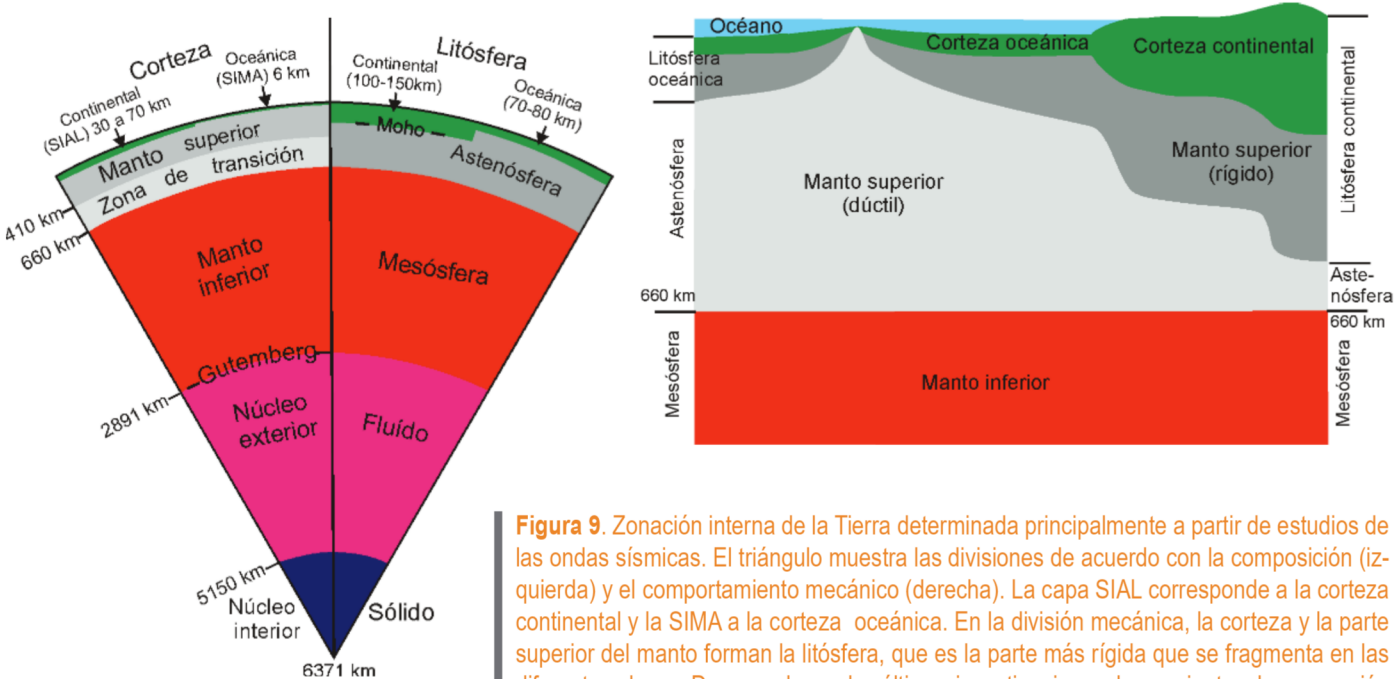 Corteza
Litósfera
Continental
(SIAL) 30 a 70 km
Oceánica
(SIMA) 6 km
Continental
(100-150km)
Oceánica
(70-80 km)
Moho
Manto superior
Zona de transición
Astenósfera
410 km
660 km
Manto
inferior
Mesósfera
Gutemberg
2891 km
Núcleo
exterior
Fluído
5150 km
Núcleo
interior
Sólido
6371 km
Océano
Litósfera
oceánica
Corteza oceánica
Corteza continental
Litósfera continental
Manto superior
(rígido)
Astenósfera
Manto superior
(dúctil)
Aste-
nósfera
660 km
660 km
Mesósfera
Manto inferior
Mesósfera
Figura 9. Zonación interna de la Tierra determinada principalmente a partir de estudios de
las ondas sísmicas. El triángulo muestra las divisiones de acuerdo con la composición (iz-
quierda) y el comportamiento mecánico (derecha). La capa SIAL corresponde a la corteza
continental y la SIMA a la corteza oceánica. En la división mecánica, la corteza y la parte
superior del manto forman la litósfera, que es la parte más rígida que se fragmenta en las